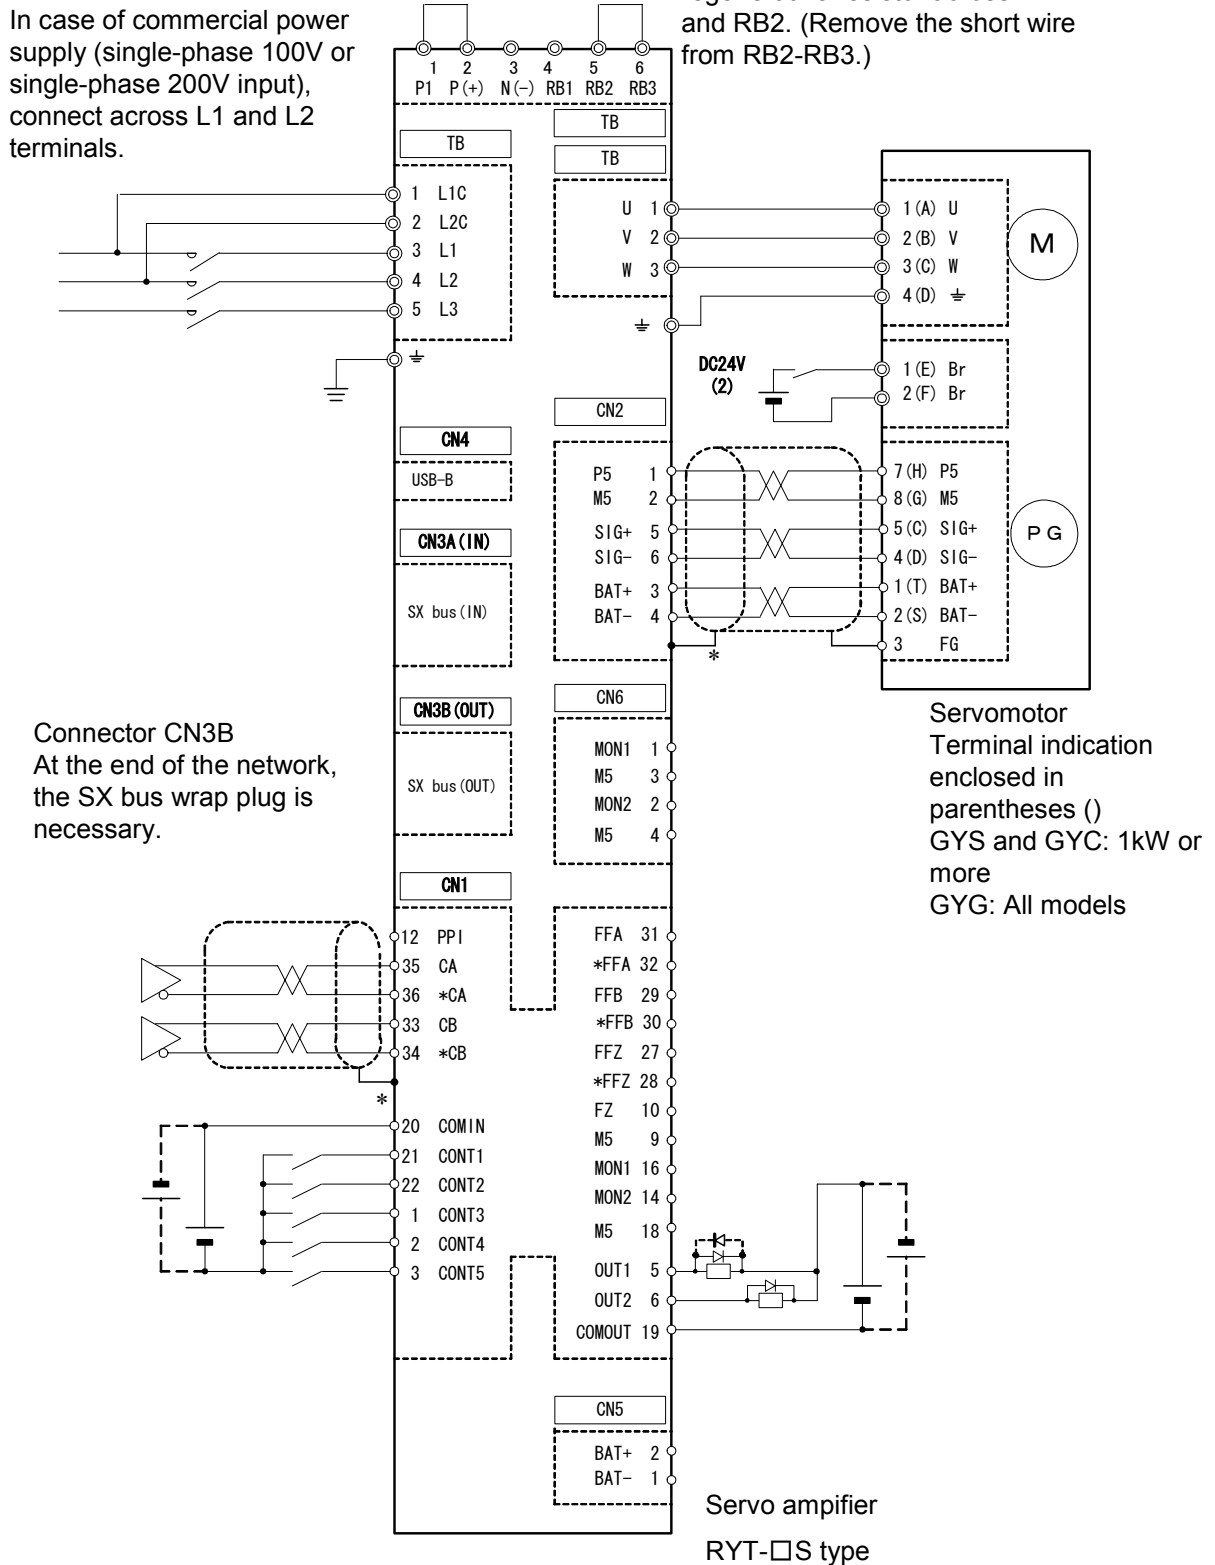 In case of commercial power
supply (single-phase 100V or
single-phase 200V input),
connect across L1 and L2
terminals.
and RB2. (Remove the short wire
from RB2-RB3.)
1 2 3 4 5 6
P1 P(+) N(-) RB1 RB2 RB3
TB
TB
TB
1 L1C
2 L2C
3 L1
4 L2
5 L3
U 1
V 2
W 3
1(A) U
2(B) V
3(C) W
4(D)
M
DC24V
(2)
1(E) Br
2(F) Br
CN4
USB-B
CN3A(IN)
SX bus(IN)
CN2
P5 1
M5 2
SIG+ 5
SIG- 6
BAT+ 3
BAT- 4
*
7(H) P5
8(G) M5
5(C) SIG+
4(D) SIG-
1(T) BAT+
2(S) BAT-
3 FG
PG
Connector CN3B
At the end of the network,
the SX bus wrap plug is
necessary.
CN3B(OUT)
SX bus(OUT)
CN6
MON1 1
M5 3
MON2 2
M5 4
Servomotor
Terminal indication
enclosed in
parentheses ()
GYS and GYC: 1kW or
more
GYG: All models
CN1
12 PPI
35 CA
36 *CA
33 CB
34 *CB
*
20 COMIN
21 CONT1
22 CONT2
1 CONT3
2 CONT4
3 CONT5
FFA 31
*FFA 32
FFB 29
*FFB 30
FFZ 27
*FFZ 28
FZ 10
M5 9
MON1 16
MON2 14
M5 18
OUT1 5
OUT2 6
COMOUT 19
CN5
BAT+ 2
BAT- 1
Servo ampifier
RYT-□S type